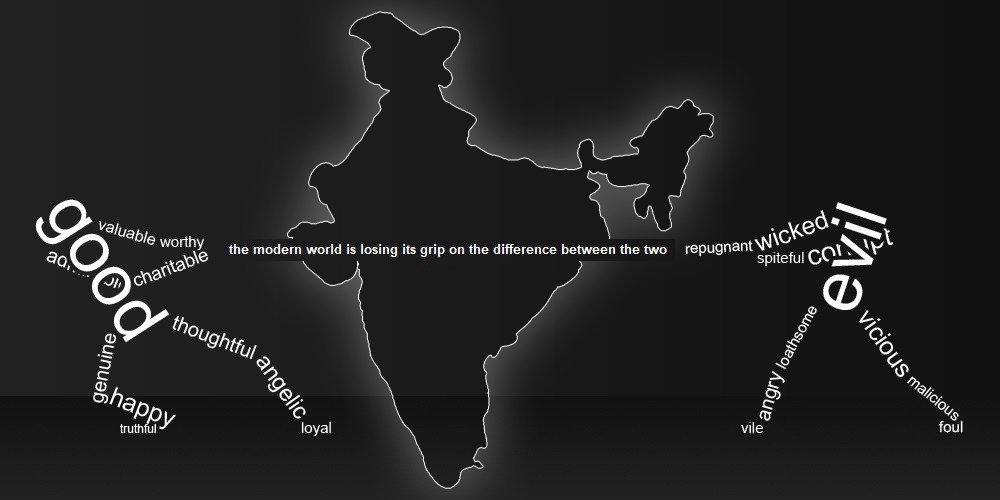 good
valuable worthy
charitable
thoughtful angelic
loyal
genuine
happy
truthful
the modern world is losing its grip on the difference between the two
repugnant wicked
spiteful
evil
angry loathsome
vile
vicious malicious
foul